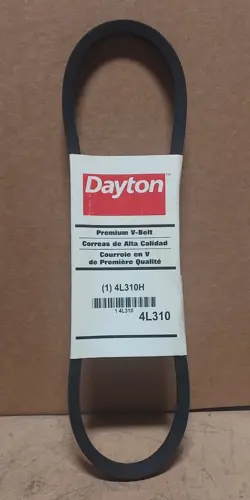 Dayton
Premium V-Belt
Correas de Alta Calidad
Courroie en V
de Première Qualité
(1) 4L310H
1 4L310
4L310